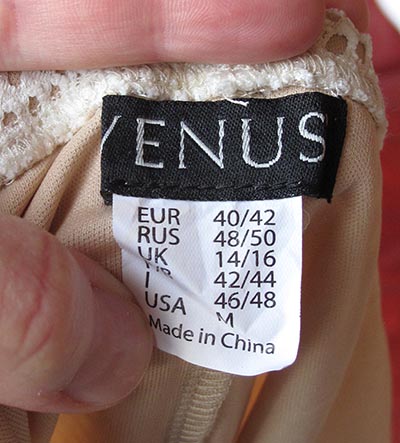 VENUS
EUR 40/42
RUS 48/50
UK 14/16
I 42/44
USA 46/48
M
Made in China